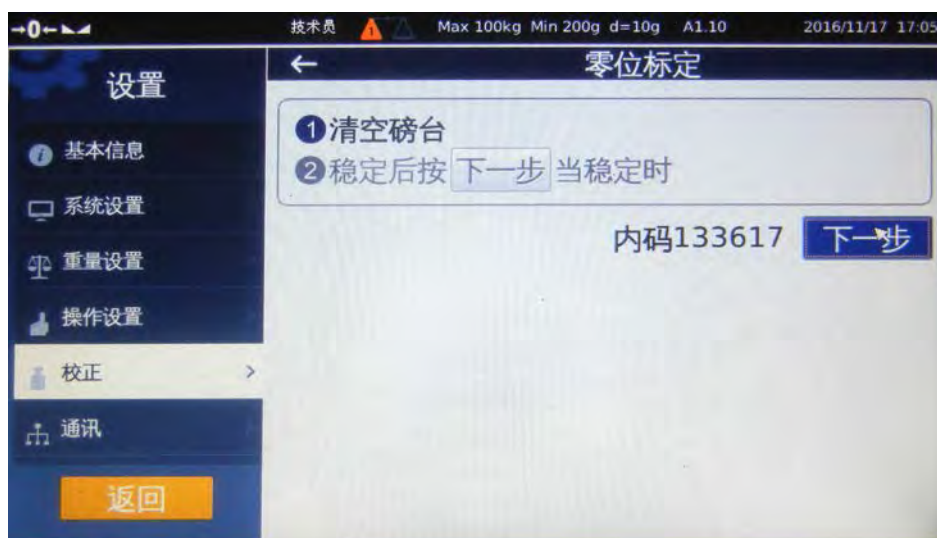 →0← 技术员 1 Max 100kg Min 200g d=10g A1.10 2016/11/17 17:05
设置
← 零位标定
1清空磅台
2稳定后按 下一步 当稳定时
内码133617 下一步
基本信息
系统设置
重量设置
操作设置
校正 >
通讯
返回